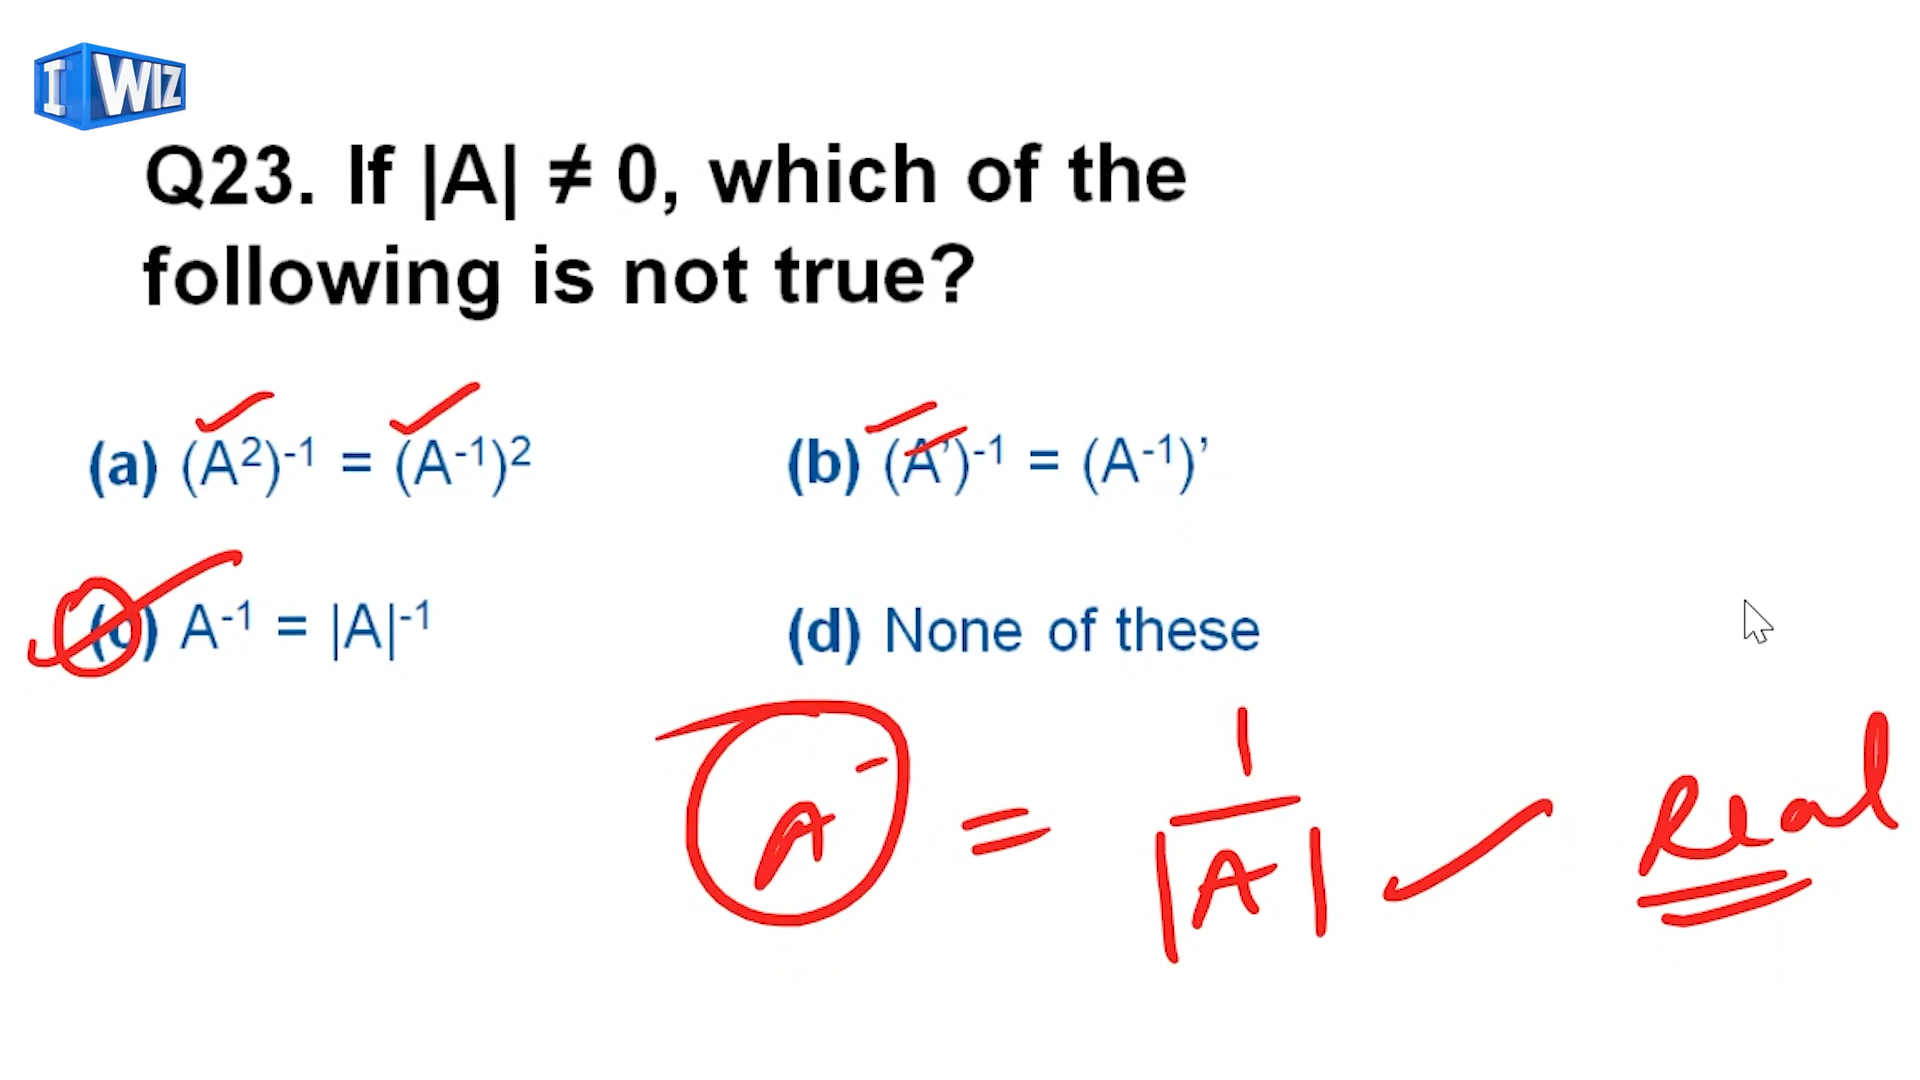 I WIZ
Q23. If |A| ≠ 0, which of the
following is not true?
(a) (A2)-1 = (A-1)2
(b) (A’)-1 = (A-1)’
(c) A-1 = |A|-1
(d) None of these
A- = 1/|A| Real